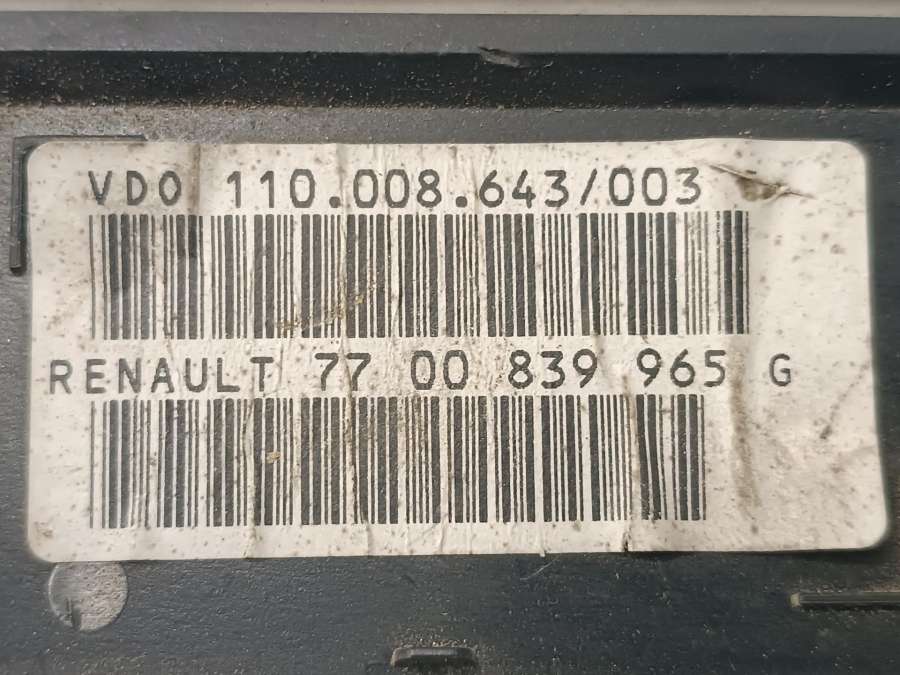 VDO 110.008.643/003
RENAULT 77 00 839 965 G